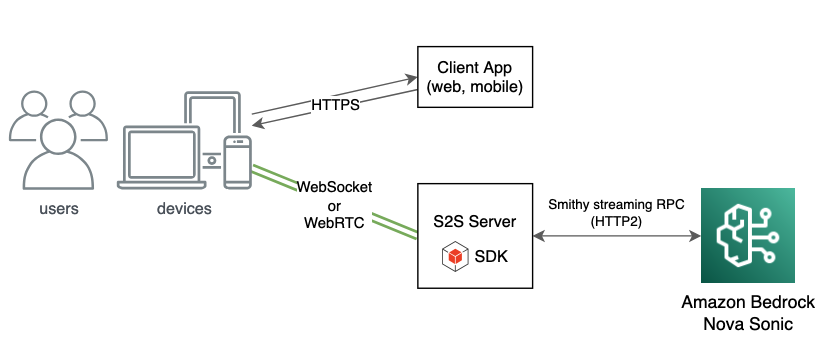 Client App
(web, mobile)
HTTPS
users
devices
WebSocket
or
WebRTC
S2S Server
SDK
Smithy streaming RPC
(HTTP2)
Amazon Bedrock
Nova Sonic